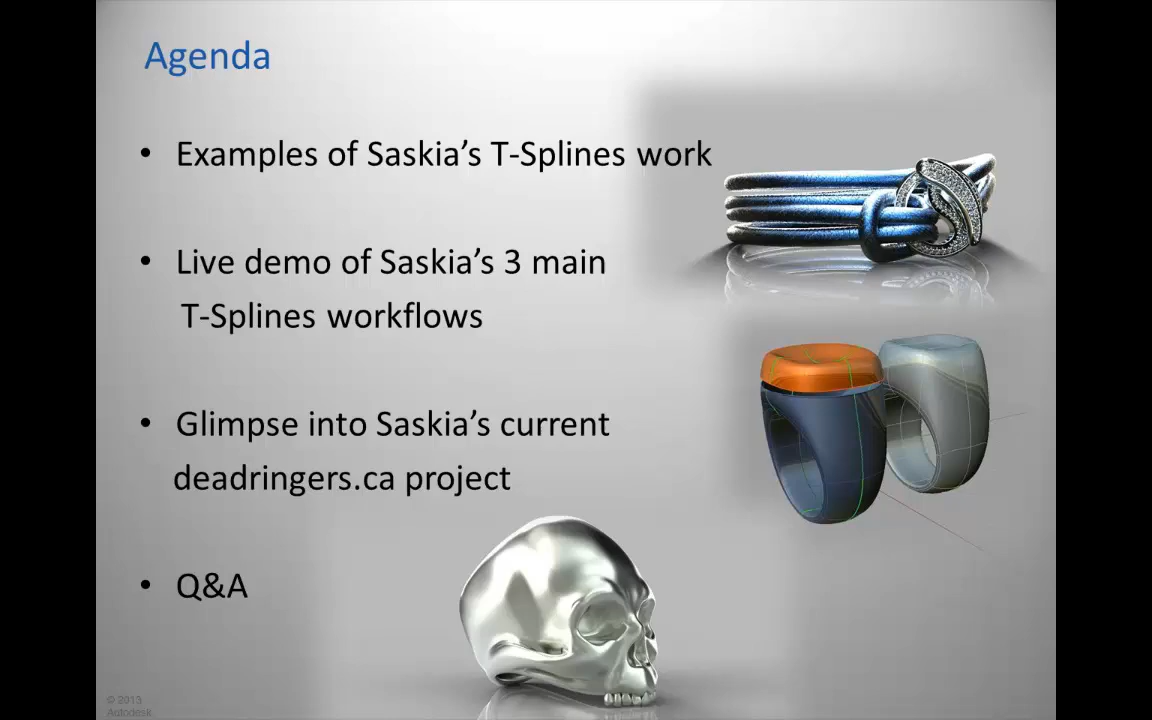 Agenda
• Examples of Saskia’s T-Splines work
• Live demo of Saskia’s 3 main
T-Splines workflows
• Glimpse into Saskia’s current
deadringers.ca project
• Q&A
© 2013
Autodesk